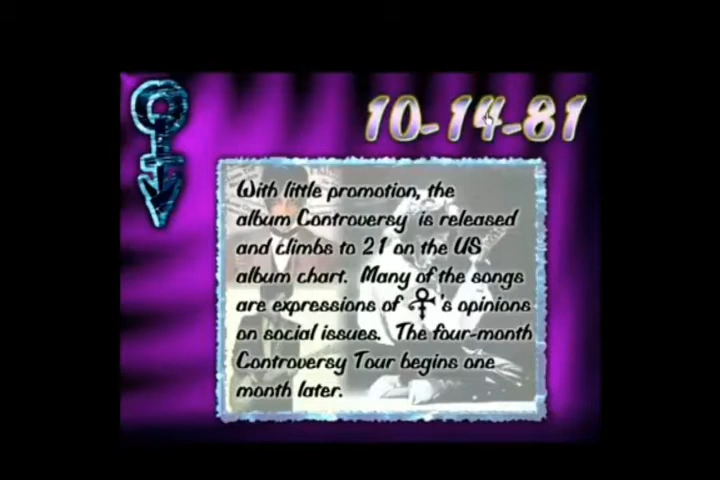 10-14-81
With little promotion, the
album Controversy is released
and climbs to 21 on the US
album chart. Many of the songs
are expressions of 's opinions
on social issues. The four-month
Controversy Tour begins one
month later.